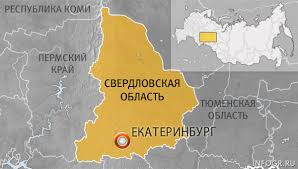 РЕСПУБЛИКА КОМИ
ПЕРМСКИЙ
КРАЙ
СВЕРДЛОВСКАЯ
ОБЛАСТЬ
ТЮМЕНСКАЯ
ОБЛАСТЬ
ЕКАТЕРИНБУРГ
INFOGR.RU